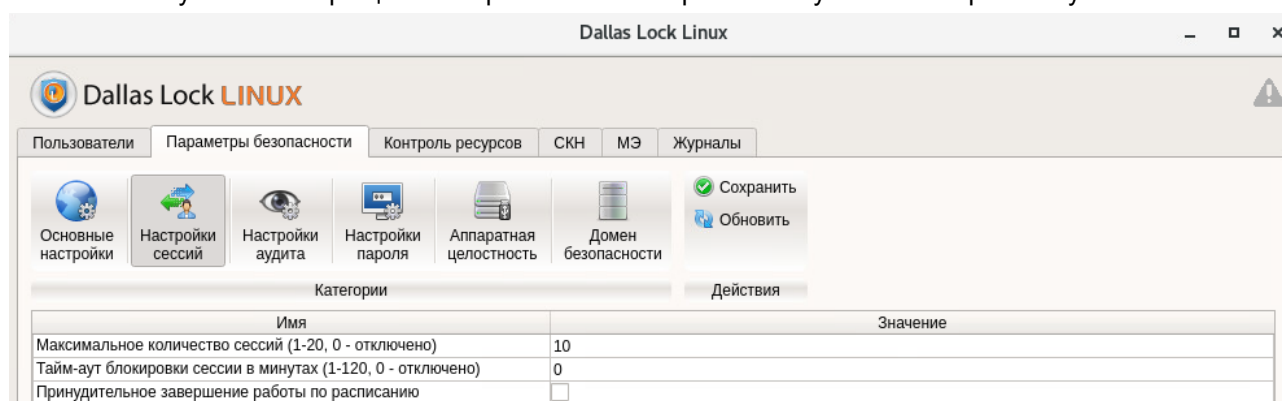 Dallas Lock Linux
Dallas Lock LINUX
Пользователи Параметры безопасности Контроль ресурсов СКН МЭ Журналы
Сохранить
Обновить
Основные настройки
Настройки сессий
Настройки аудита
Настройки пароля
Аппаратная целостность
Домен безопасности
Категории Действия
Имя Значение
Максимальное количество сессий (1-20, 0 - отключено) 10
Тайм-аут блокировки сессии в минутах (1-120, 0 - отключено) 0
Принудительное завершение работы по расписанию